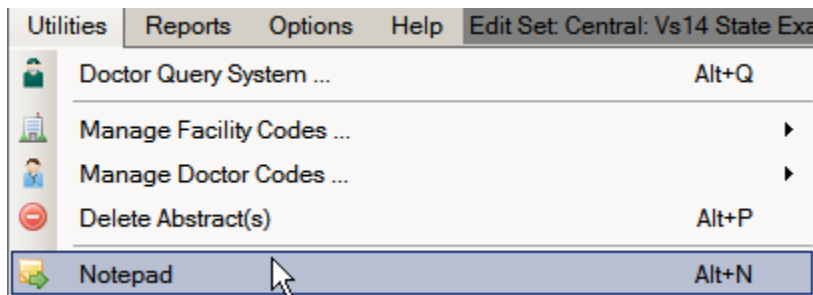 Utilities Reports Options Help Edit Set: Central: Vs14 State Exa
Doctor Query System ... Alt+Q
Manage Facility Codes ...
Manage Doctor Codes ...
Delete Abstract(s) Alt+P
Notepad Alt+N